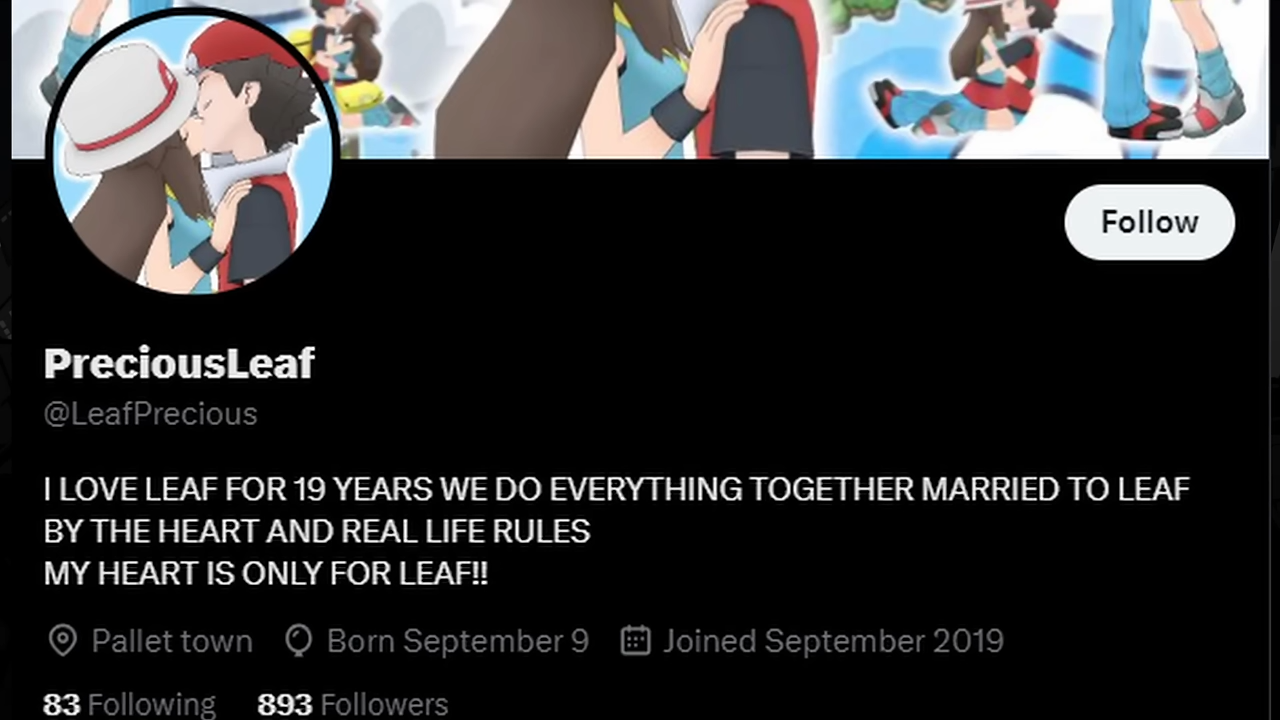 Follow
PreciousLeaf
@LeafPrecious
I LOVE LEAF FOR 19 YEARS WE DO EVERYTHING TOGETHER MARRIED TO LEAF
BY THE HEART AND REAL LIFE RULES
MY HEART IS ONLY FOR LEAF!!
Pallet town Born September 9 Joined September 2019
83 Following 893 Followers